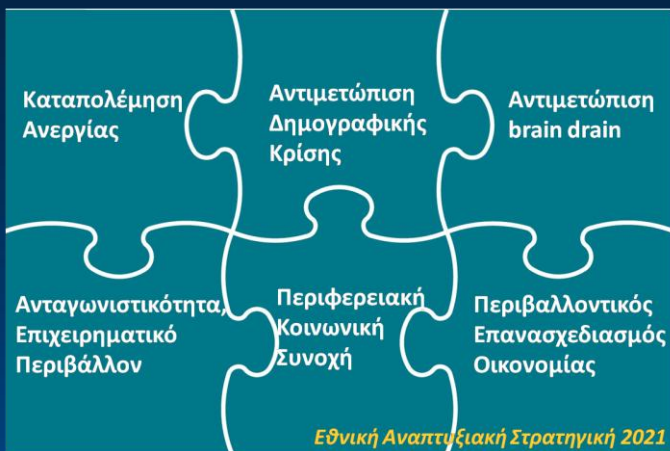 Καταπολέμηση
Ανεργίας
Αντιμετώπιση
Δημογραφικής
Κρίσης
Αντιμετώπιση
brain drain
Ανταγωνιστικότητα,
Επιχειρηματικό
Περιβάλλον
Περιφερειακή
Κοινωνική
Συνοχή
Περιβαλλοντικός
Επανασχεδιασμός
Οικονομίας
Εθνική Αναπτυξιακή Στρατηγική 2021